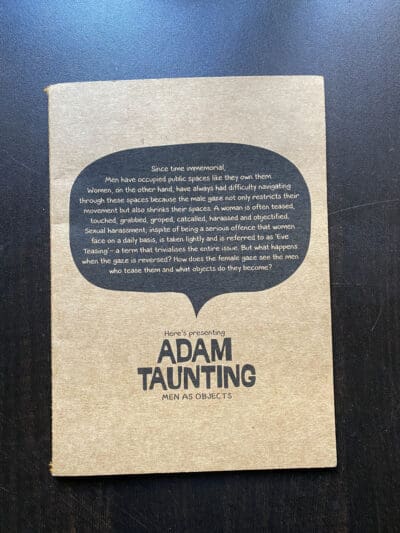 Since time immemorial,
Men have occupied public spaces like they own them.
Women, on the other hand, have always had difficulty navigating
through these spaces because the male gaze not only restricts their
movement but also shrinks their spaces. A woman is often teased,
touched, grabbed, groped, catcalled, harassed and objectified.
Sexual harassment, inspite of being a serious offence that women
face on a daily basis, is taken lightly and is referred to as 'Eve
Teasing'- a term that trivialises the entire issue. But what happens
when the gaze is reversed? How does the female gaze see the men
who tease them and what objects do they become?
Here's presenting
ADAM
TAUNTING
MEN AS OBJECTS